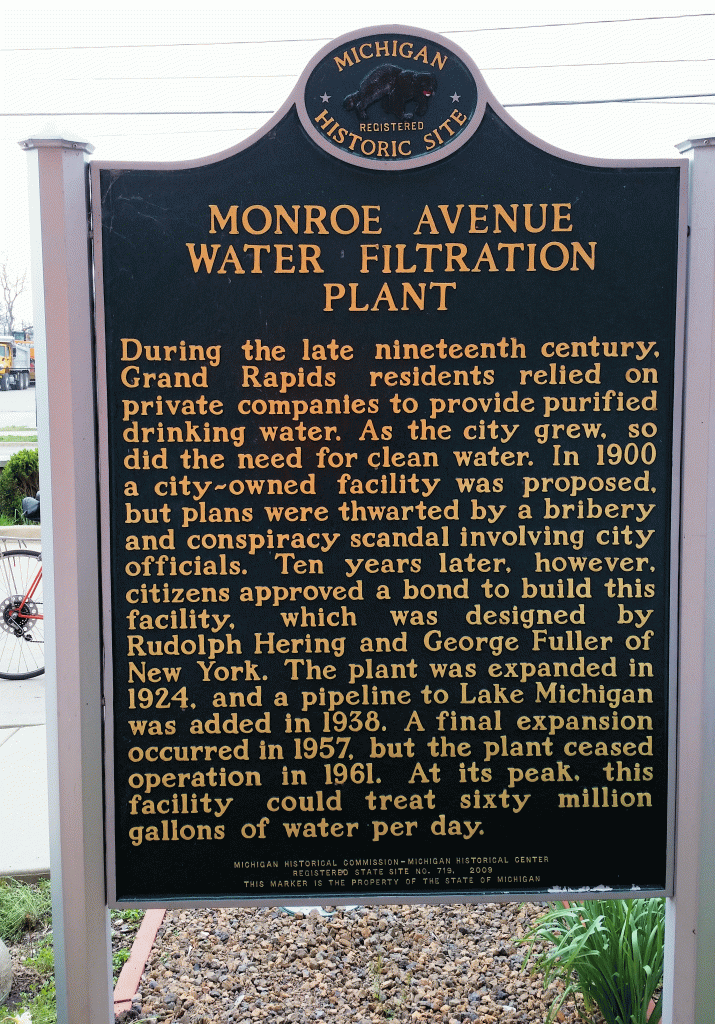 MICHIGAN
REGISTERED
HISTORIC SITE
MONROE AVENUE
WATER FILTRATION
PLANT
During the late nineteenth century,
Grand Rapids residents relied on
private companies to provide purified
drinking water. As the city grew, so
did the need for clean water. In 1900
a city-owned facility was proposed,
but plans were thwarted by a bribery
and conspiracy scandal involving city
officials. Ten years later, however,
citizens approved a bond to build this
facility, which was designed by
Rudolph Hering and George Fuller of
New York. The plant was expanded in
1924, and a pipeline to Lake Michigan
was added in 1938. A final expansion
occurred in 1957, but the plant ceased
operation in 1961. At its peak, this
facility could treat sixty million
gallons of water per day.
MICHIGAN HISTORICAL COMMISSION-MICHIGAN HISTORICAL CENTER
REGISTERED STATE SITE NO. 719, 2009
THIS MARKER IS THE PROPERTY OF THE STATE OF MICHIGAN